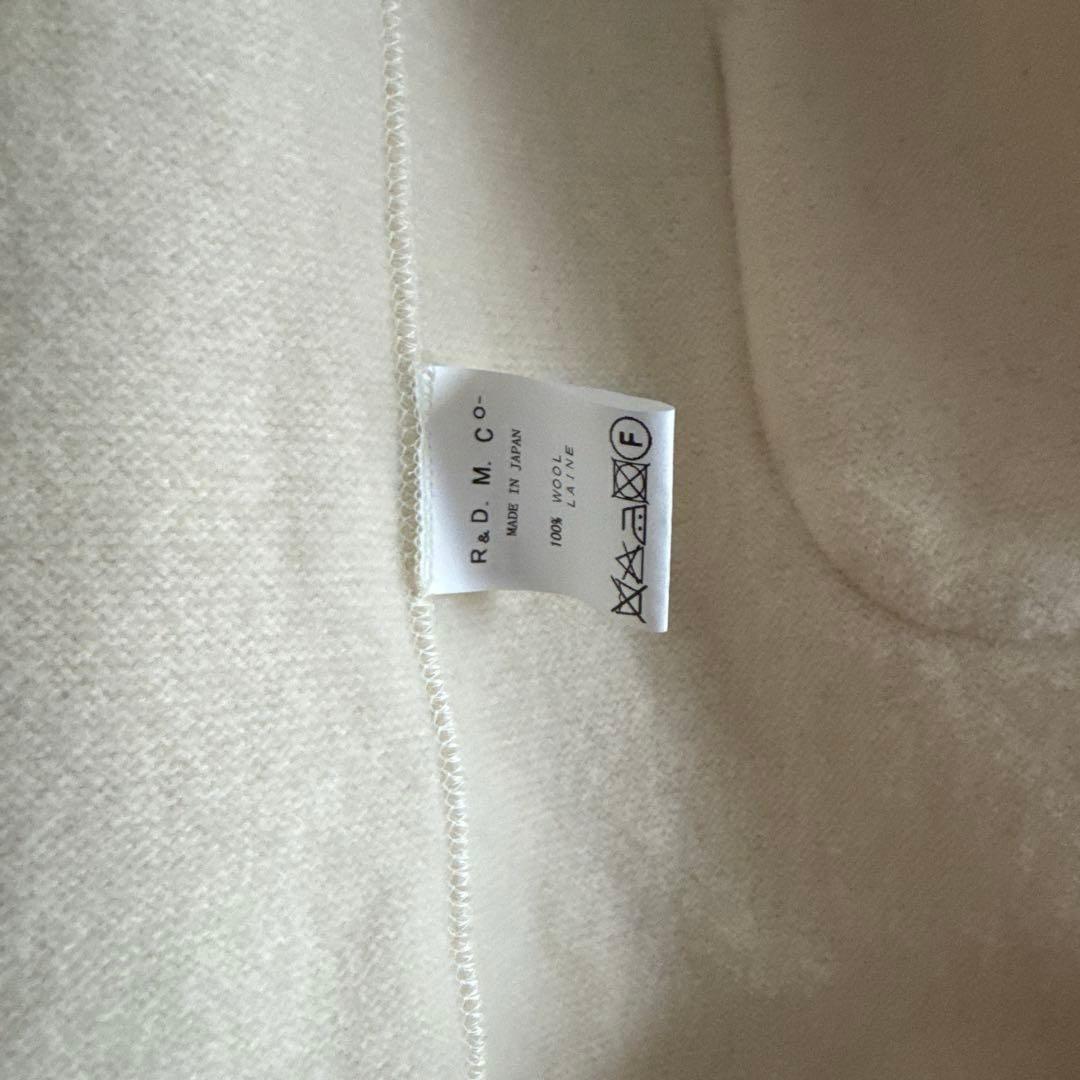 R & D. M. Co-
MADE IN JAPAN
100% WOOL
LAINE
F